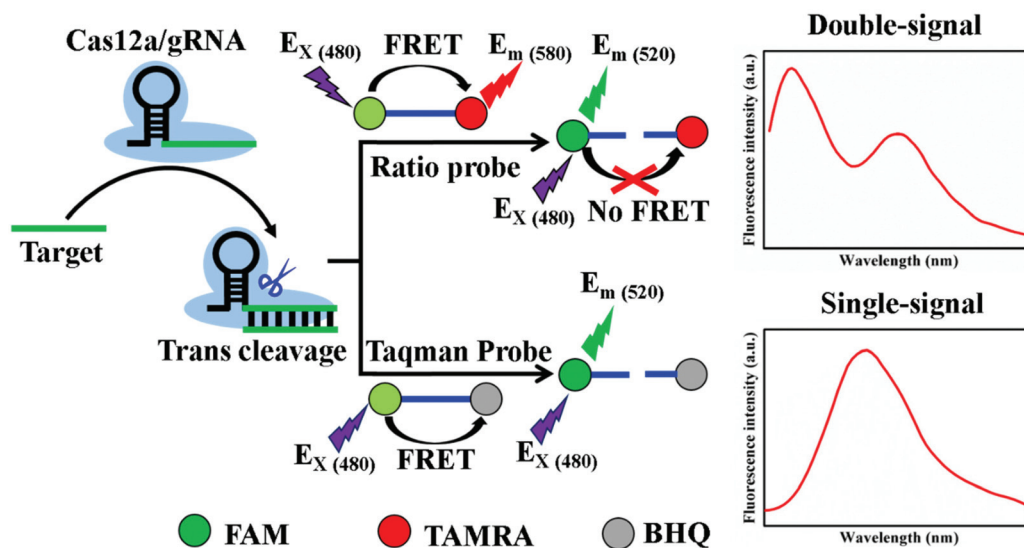 Cas12a/gRNA
Target
Trans cleavage
EX (480)
FRET
Em (580)
Ratio probe
Em (520)
EX (480)
No FRET
Taqman Probe
EX (480)
FRET
Em (520)
EX (480)
FAM
TAMRA
BHQ
Double-signal
Fluorescence intensity (a.u.)
Wavelength (nm)
Single-signal
Fluorescence intensity (a.u.)
Wavelength (nm)